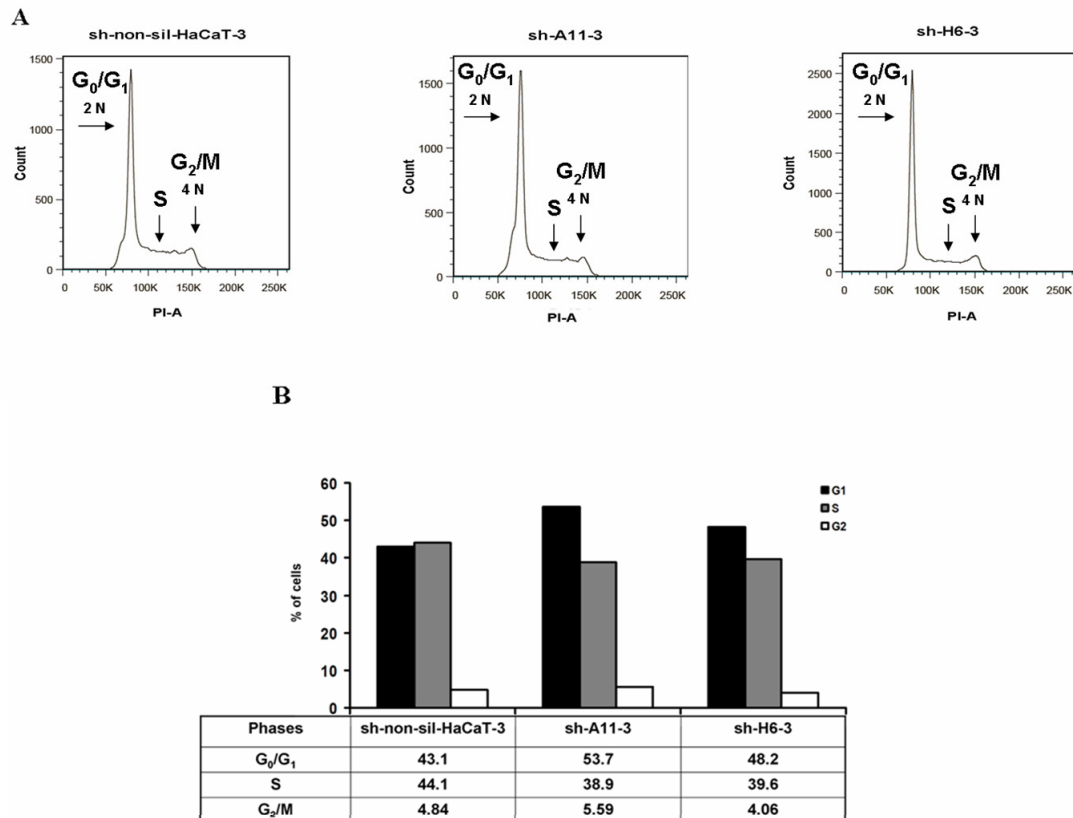 A
sh-non-sil-HaCaT-3
1500
1000
500
0
Count
G0/G1
2 N
S
G2/M
4 N
0 50K 100K 150K 200K 250K
PI-A
sh-A11-3
1500
1000
500
0
Count
G0/G1
2 N
S
G2/M
4 N
0 50K 100K 150K 200K 250K
PI-A
sh-H6-3
2500
2000
1500
1000
500
0
Count
G0/G1
2 N
S
G2/M
4 N
0 50K 100K 150K 200K 250K
PI-A
B
60
50
40
30
20
10
0
% of cells
G1
S
G2
Phases sh-non-sil-HaCaT-3 sh-A11-3 sh-H6-3
G0/G1 43.1 53.7 48.2
S 44.1 38.9 39.6
G2/M 4.84 5.59 4.06